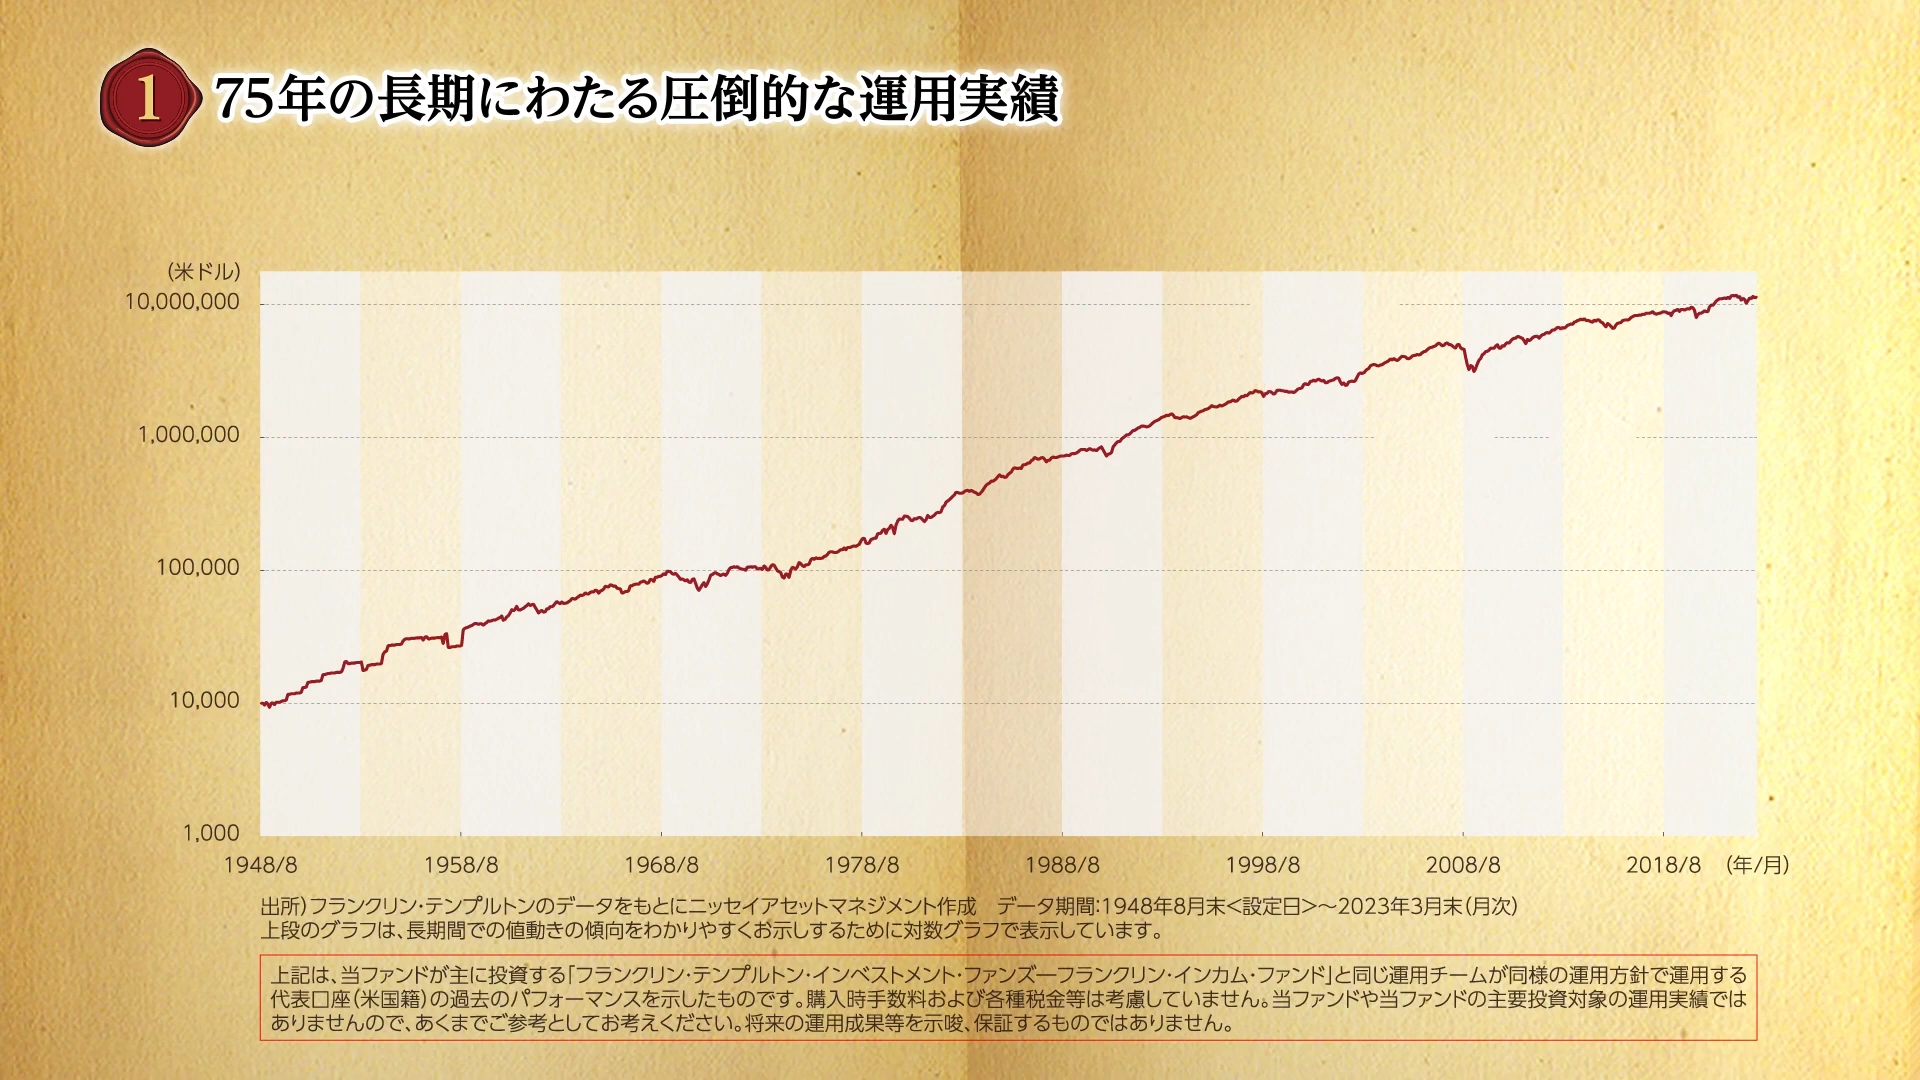 1 75年の長期にわたる圧倒的な運用実績
(米ドル)
10,000,000
1,000,000
100,000
10,000
1,000
1948/8 1958/8 1968/8 1978/8 1988/8 1998/8 2008/8 2018/8 (年/月)
出所)フランクリン・テンプルトンのデータをもとにニッセイアセットマネジメント作成 データ期間:1948年8月末<設定日>~2023年3月末(月次)
上段のグラフは、長期間での値動きの傾向をわかりやすくお示しするために対数グラフで表示しています。
上記は、当ファンドが主に投資する「フランクリン・テンプルトン・インベストメント・ファンズーフランクリン・インカム・ファンド」と同じ運用チームが同様の運用方針で運用する
代表口座(米国籍)の過去のパフォーマンスを示したものです。購入時手数料および各種税金等は考慮していません。当ファンドや当ファンドの主要投資対象の運用実績では
ありませんので、あくまでご参考としてお考えください。将来の運用成果等を示唆、保証するものではありません。